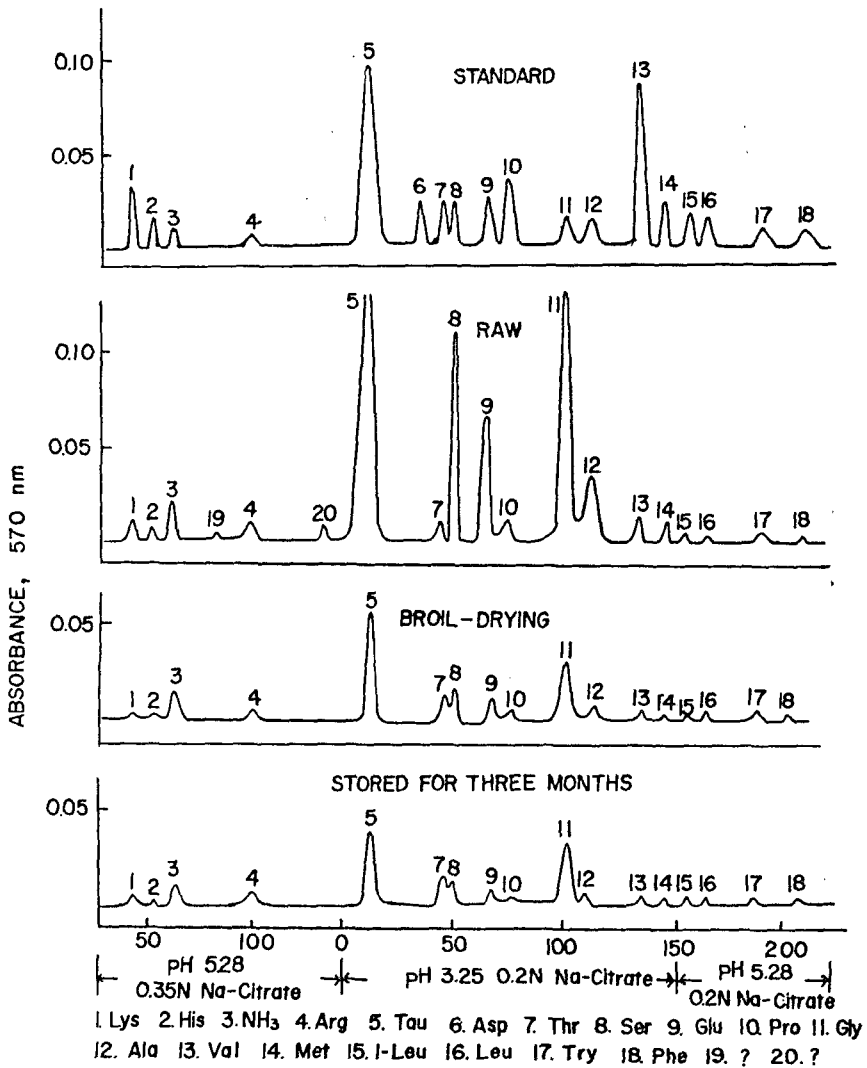 5
0.10
STANDARD
13
0.05
1 2 3 4 6 7 8 9 10 11 12 14 15 16 17 18
5 8 RAW 11
0.10
9
0.05
12
1 2 3 19 4 20 7 10 13 14 15 16 17 18
ABSORBANCE, 570 nm
5
0.05
BROIL-DRYING
11
1 2 3 4 7 8 9 10 12 13 14 15 16 17 18
STORED FOR THREE MONTHS
0.05
5
11
1 2 3 4 7 8 9 10 12 13 14 15 16 17 18
50 100 0 50 100 150 200
pH 5.28 pH 3.25 0.2N Na-Citrate pH 5.28
0.35N Na-Citrate 0.2N Na-Citrate
1. Lys 2. His 3. NH₃ 4. Arg 5. Tau 6. Asp 7. Thr 8. Ser 9. Glu 10. Pro 11. Gly
12. Ala 13. Val 14. Met 15. I-Leu 16. Leu 17. Try 18. Phe 19. ? 20. ?